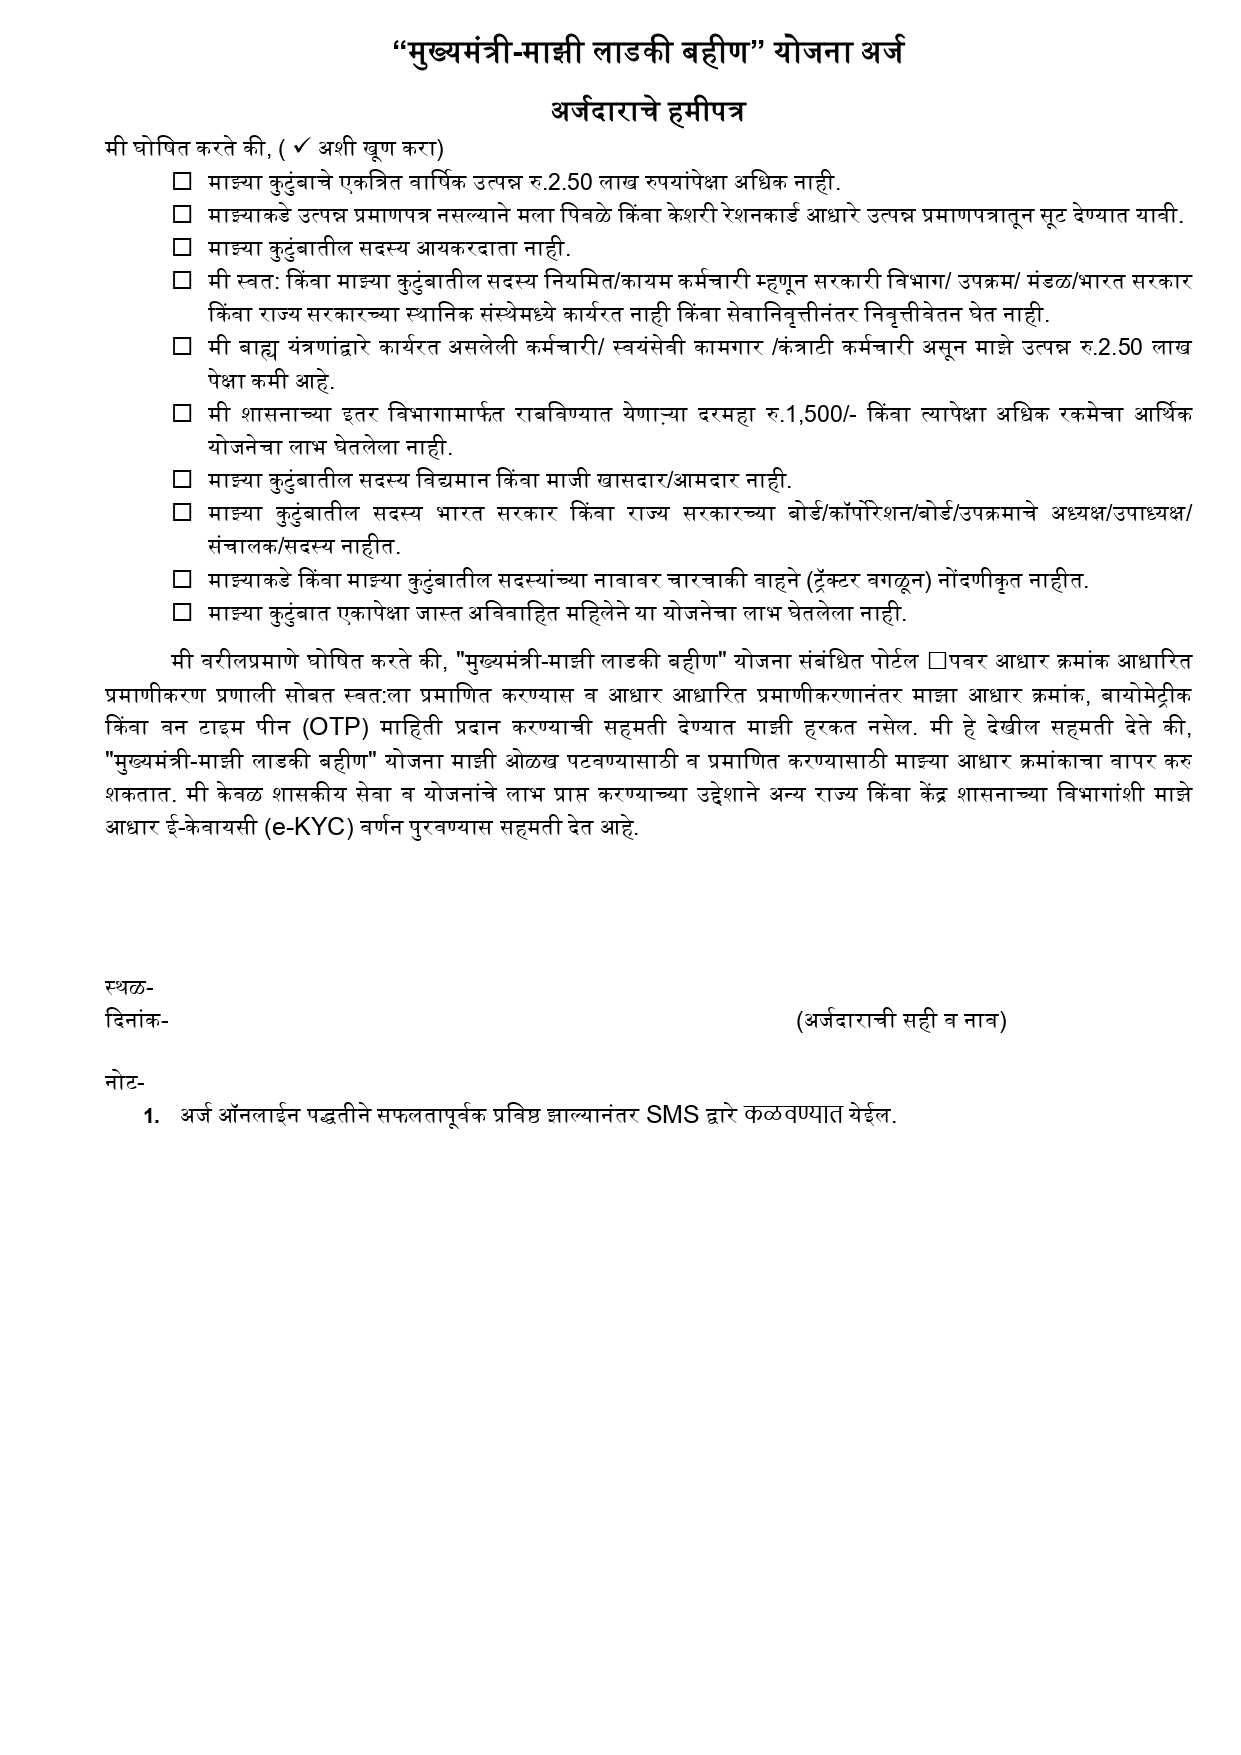 “मुख्यमंत्री-माझी लाडकी बहीण” योजना अर्ज
अर्जदाराचे हमीपत्र
मी घोषित करते की, ( ✓ अशी खूण करा)
☐ माझ्या कुटुंबाचे एकत्रित वार्षिक उत्पन्न रु.2.50 लाख रुपयांपेक्षा अधिक नाही.
☐ माझ्याकडे उत्पन्न प्रमाणपत्र नसल्याने मला पिवळे किंवा केशरी रेशनकार्ड आधारे उत्पन्न प्रमाणपत्रातून सूट देण्यात यावी.
☐ माझ्या कुटुंबातील सदस्य आयकरदाता नाही.
☐ मी स्वत: किंवा माझ्या कुटुंबातील सदस्य नियमित/कायम कर्मचारी म्हणून सरकारी विभाग/ उपक्रम/ मंडळ/भारत सरकार
किंवा राज्य सरकारच्या स्थानिक संस्थेमध्ये कार्यरत नाही किंवा सेवानिवृत्तीनंतर निवृत्तीवेतन घेत नाही.
☐ मी बाह्य यंत्रणांद्वारे कार्यरत असलेली कर्मचारी/ स्वयंसेवी कामगार /कंत्राटी कर्मचारी असून माझे उत्पन्न रु.2.50 लाख
पेक्षा कमी आहे.
☐ मी शासनाच्या इतर विभागामार्फत राबविण्यात येणाऱ्या दरमहा रु.1,500/- किंवा त्यापेक्षा अधिक रकमेचा आर्थिक
योजनेचा लाभ घेतलेला नाही.
☐ माझ्या कुटुंबातील सदस्य विद्यमान किंवा माजी खासदार/आमदार नाही.
☐ माझ्या कुटुंबातील सदस्य भारत सरकार किंवा राज्य सरकारच्या बोर्ड/कॉर्पोरेशन/बोर्ड/उपक्रमाचे अध्यक्ष/उपाध्यक्ष/
संचालक/सदस्य नाहीत.
☐ माझ्याकडे किंवा माझ्या कुटुंबातील सदस्यांच्या नावावर चारचाकी वाहने (ट्रॅक्टर वगळून) नोंदणीकृत नाहीत.
☐ माझ्या कुटुंबात एकापेक्षा जास्त अविवाहित महिलेने या योजनेचा लाभ घेतलेला नाही.
मी वरीलप्रमाणे घोषित करते की, "मुख्यमंत्री-माझी लाडकी बहीण" योजना संबंधित पोर्टल ☐पवर आधार क्रमांक आधारित
प्रमाणीकरण प्रणाली सोबत स्वत:ला प्रमाणित करण्यास व आधार आधारित प्रमाणीकरणानंतर माझा आधार क्रमांक, बायोमेट्रीक
किंवा वन टाइम पीन (OTP) माहिती प्रदान करण्याची सहमती देण्यात माझी हरकत नसेल. मी हे देखील सहमती देते की,
"मुख्यमंत्री-माझी लाडकी बहीण" योजना माझी ओळख पटवण्यासाठी व प्रमाणित करण्यासाठी माझ्या आधार क्रमांकाचा वापर करु
शकतात. मी केवळ शासकीय सेवा व योजनांचे लाभ प्राप्त करण्याच्या उद्देशाने अन्य राज्य किंवा केंद्र शासनाच्या विभागांशी माझे
आधार ई-केवायसी (e-KYC) वर्णन पुरवण्यास सहमती देत आहे.
स्थळ-
दिनांक- (अर्जदाराची सही व नाव)
नोट-
1. अर्ज ऑनलाईन पद्धतीने सफलतापूर्वक प्रविष्ठ झाल्यानंतर SMS द्वारे कळवण्यात येईल.